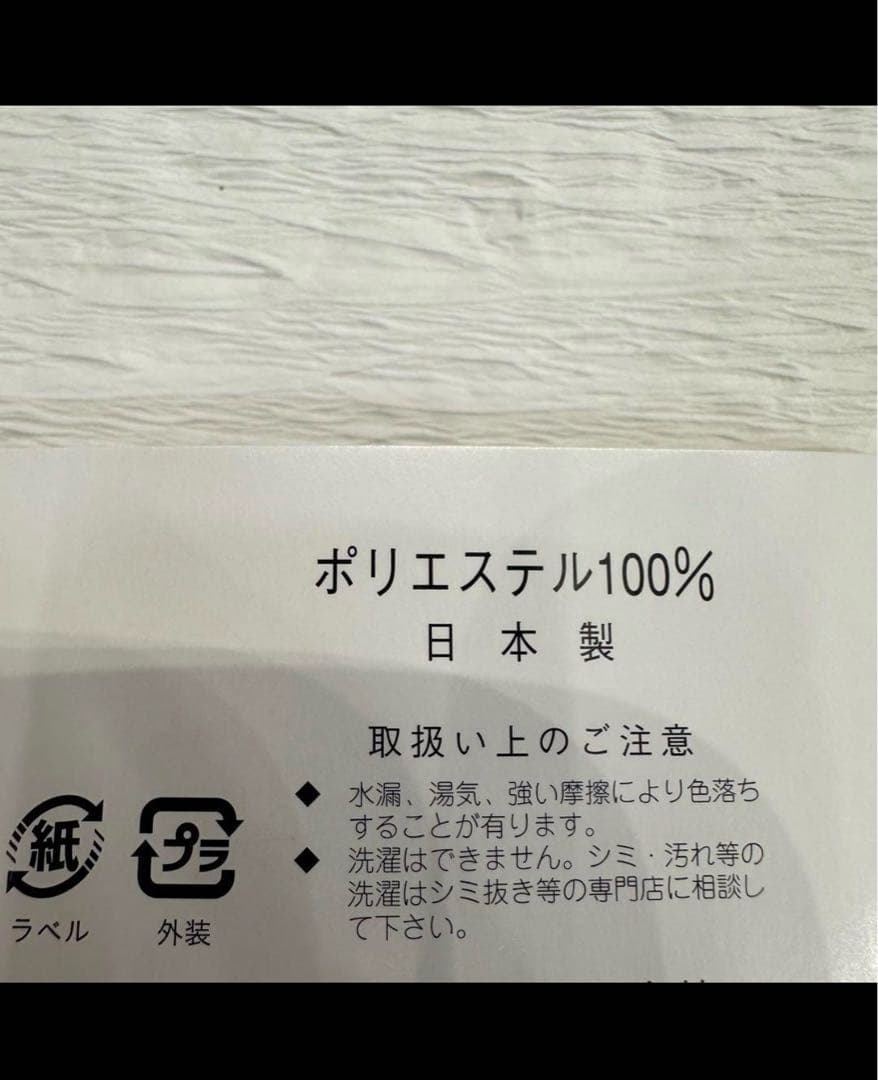 ポリエステル100%
日本製
取扱い上のご注意
◆ 水漏、湯気、強い摩擦により色落ち
することが有ります。
◆ 洗濯はできません。シミ・汚れ等の
洗濯はシミ抜き等の専門店に相談し
て下さい。
紙 プラ
ラベル 外装